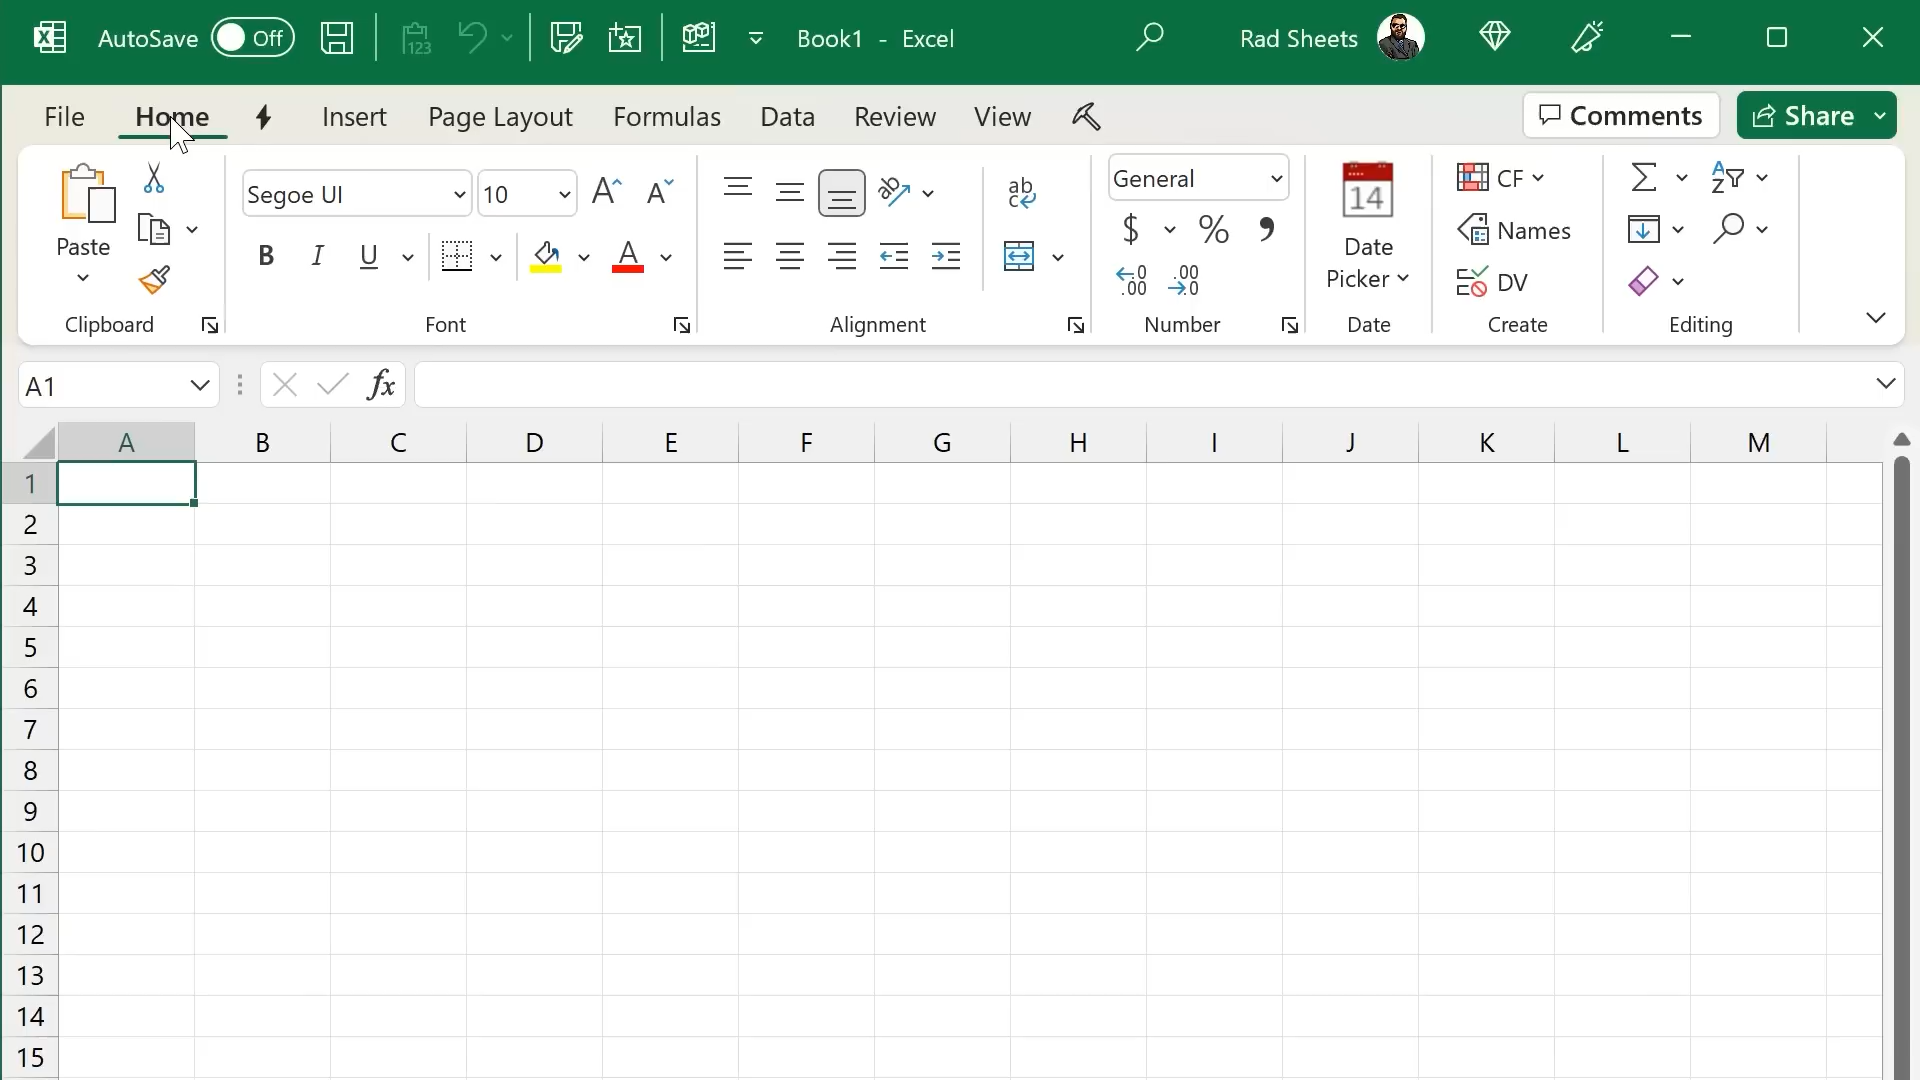 AutoSave Off Book1 - Excel Rad Sheets
File Home Insert Page Layout Formulas Data Review View Comments Share
Paste
Segoe UI 10
General
$ % ,
B I U A
ab
c
14
Date
Picker
CF
Names
DV
Clipboard Font Alignment Number Date Create Editing
A1 fx
A B C D E F G H I J K L M
1
2
3
4
5
6
7
8
9
10
11
12
13
14
15